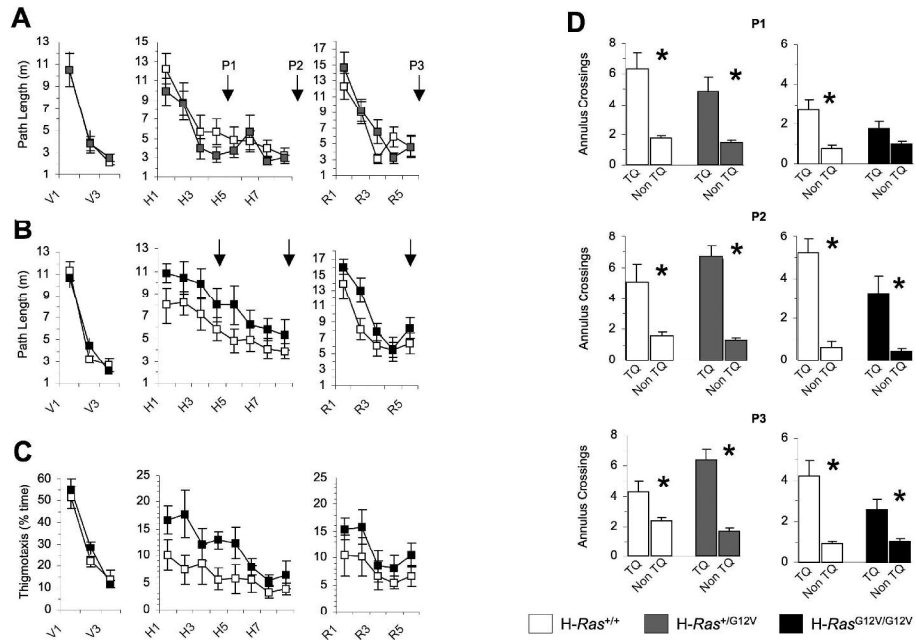 A
Path Length (m)
13
11
9
7
5
3
1
V1
V3
13
11
9
7
5
3
1
P1
P2
H1
H3
H5
H7
17
15
13
11
9
7
5
3
1
P3
R1
R3
R5
B
Path Length (m)
13
11
9
7
5
3
1
V1
V3
13
11
9
7
5
3
1
H1
H3
H5
H7
17
15
13
11
9
7
5
3
1
R1
R3
R5
C
Thigmotaxis (% time)
60
50
40
30
20
10
0
V1
V3
25
20
15
10
5
0
H1
H3
H5
H7
25
20
15
10
5
0
R1
R3
R5
D
P1
Annulus Crossings
8
6
4
2
0
* *
TQ Non TQ TQ Non TQ
6
4
2
0
*
TQ Non TQ TQ Non TQ
P2
Annulus Crossings
8
6
4
2
0
* *
TQ Non TQ TQ Non TQ
6
4
2
0
* *
TQ Non TQ TQ Non TQ
P3
Annulus Crossings
8
6
4
2
0
* *
TQ Non TQ TQ Non TQ
6
4
2
0
* *
TQ Non TQ TQ Non TQ
H-Ras+/+ H-Ras+/G12V H-RasG12V/G12V